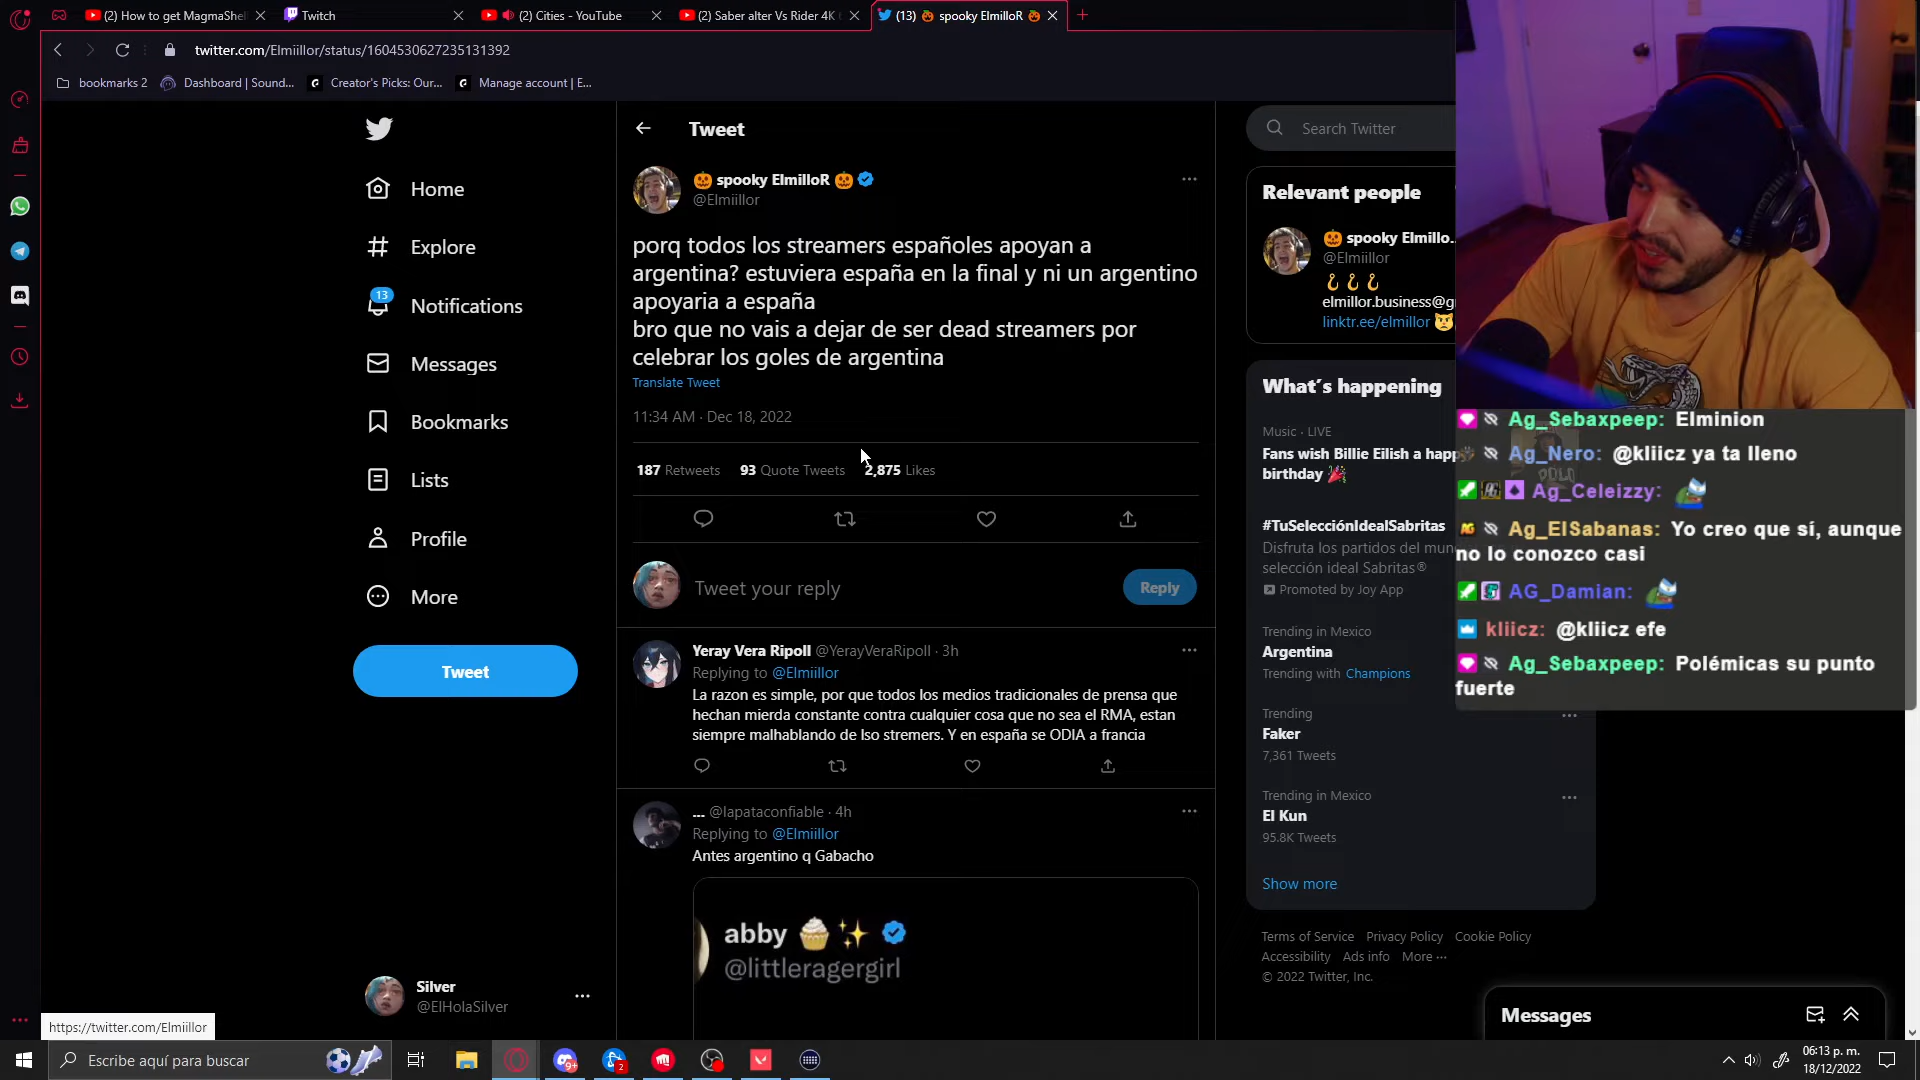 (2) How to get MagmaShe
Twitch
(2) Cities - YouTube
(2) Saber alter Vs Rider 4K
(13) 🎃 spooky ElmilloR 🎃
twitter.com/Elmiillor/status/1604530627235131392
bookmarks 2
Dashboard | Sound...
Creator's Picks: Our...
Manage account | E...
Home
Explore
13
Notifications
Messages
Bookmarks
Lists
Profile
More
Tweet
Silver
@ElHolaSilver
https://twitter.com/Elmiillor
Tweet
🎃 spooky ElmilloR 🎃
@Elmiillor
porq todos los streamers españoles apoyan a
argentina? estuviera españa en la final y ni un argentino
apoyaria a españa
bro que no vais a dejar de ser dead streamers por
celebrar los goles de argentina
Translate Tweet
11:34 AM · Dec 18, 2022
187 Retweets 93 Quote Tweets 2,875 Likes
Tweet your reply
Reply
Yeray Vera Ripoll @YerayVeraRipoll · 3h
Replying to @Elmiillor
La razon es simple, por que todos los medios tradicionales de prensa que
hechan mierda constante contra cualquier cosa que no sea el RMA, estan
siempre malhablando de lso stremers. Y en españa se ODIA a francia
... @lapataconfiable · 4h
Replying to @Elmiillor
Antes argentino q Gabacho
abby 🧁✨
@littleragergirl
Search Twitter
Relevant people
🎃 spooky Elmillo..
@Elmiillor
elmillor.business@g
linktr.ee/elmillor
What's happening
Music · LIVE
Fans wish Billie Eilish a happ
birthday 🎉
#TuSelecciónIdealSabritas
Disfruta los partidos del mun
selección ideal Sabritas®
Promoted by Joy App
Trending in Mexico
Argentina
Trending with Champions
Trending
Faker
7,361 Tweets
Trending in Mexico
El Kun
95.8K Tweets
Show more
Terms of Service Privacy Policy Cookie Policy
Accessibility Ads info More ···
© 2022 Twitter, Inc.
Messages
Ag_Sebaxpeep: Elminion
Ag_Nero: @kliicz ya ta lleno
Ag_Celeizzy:
Ag_ElSabanas: Yo creo que sí, aunque
no lo conozco casi
AG_Damian:
kliicz: @kliicz efe
Ag_Sebaxpeep: Polémicas su punto
fuerte
Escribe aquí para buscar
9+
2
06:13 p. m.
18/12/2022